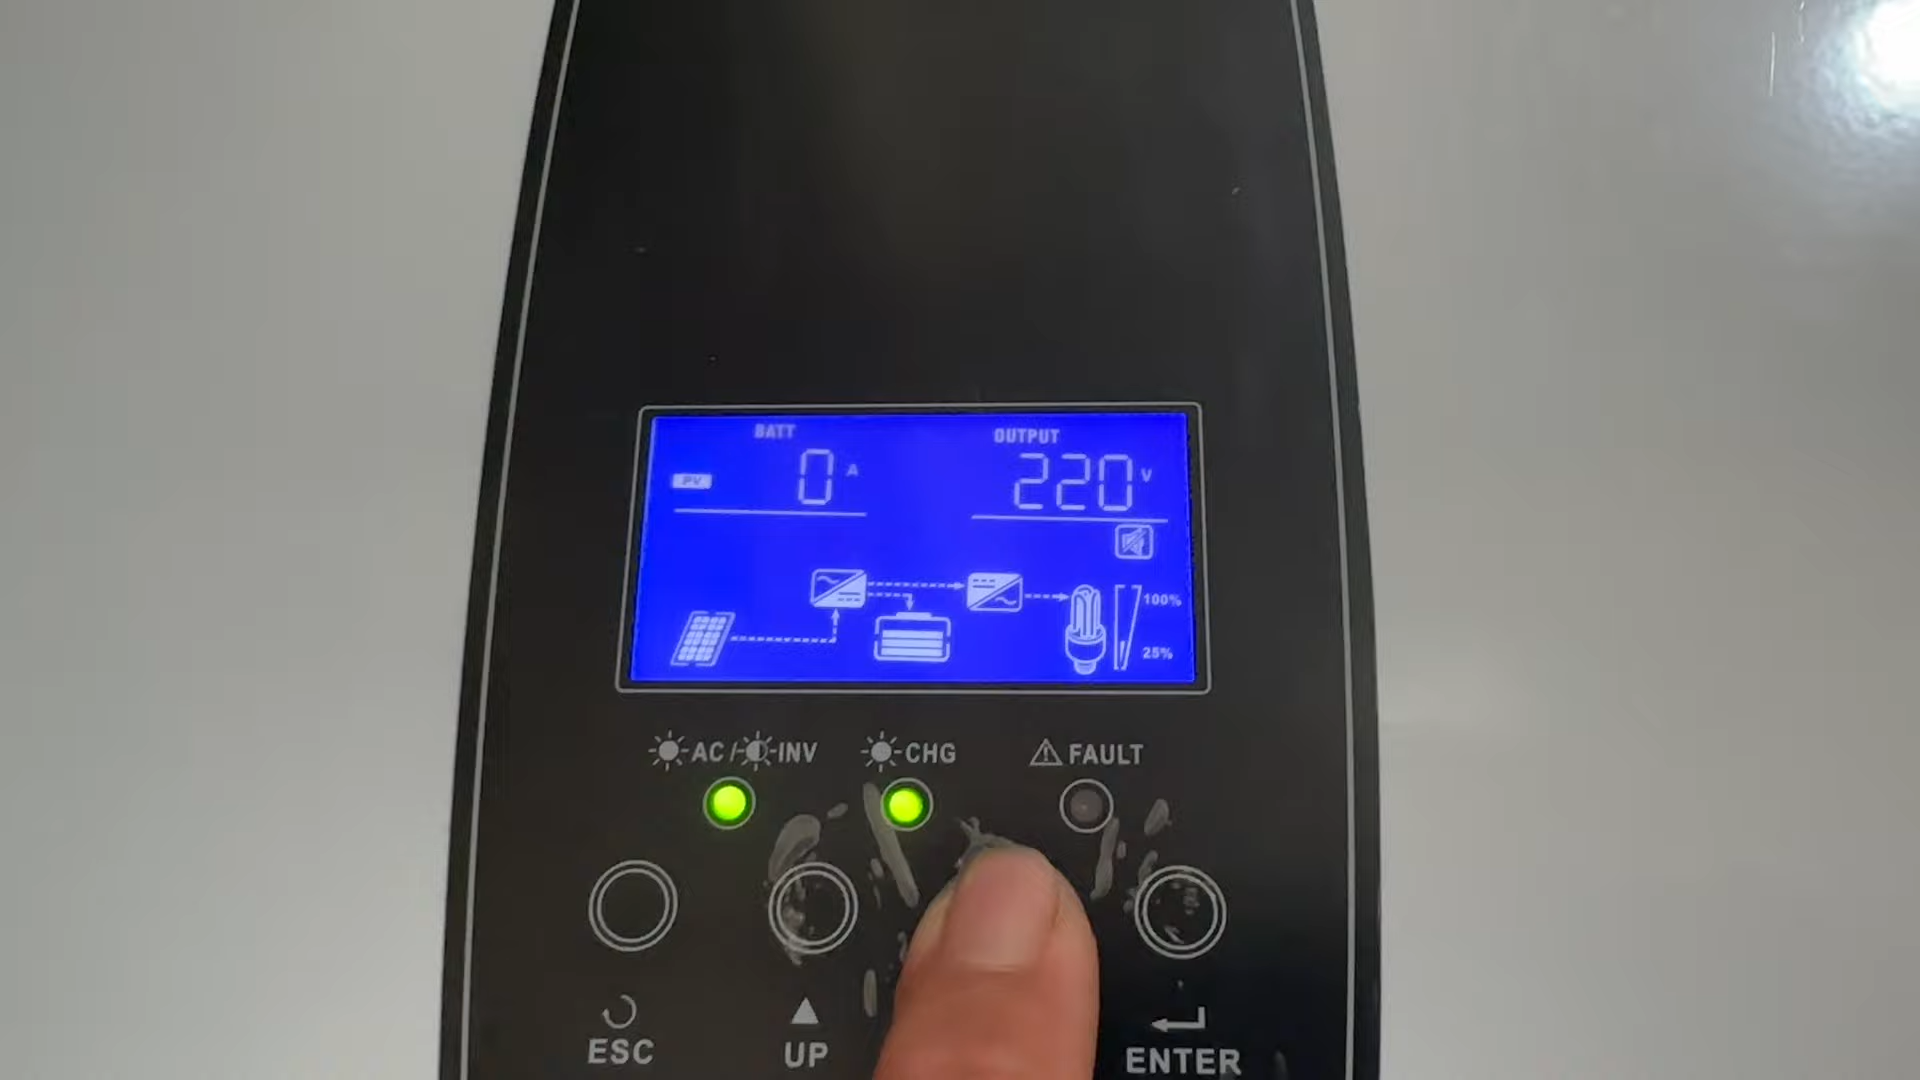 BATT
OUTPUT
PV
0 A
220 V
100%
25%
AC / INV
CHG
FAULT
ESC
UP
ENTER